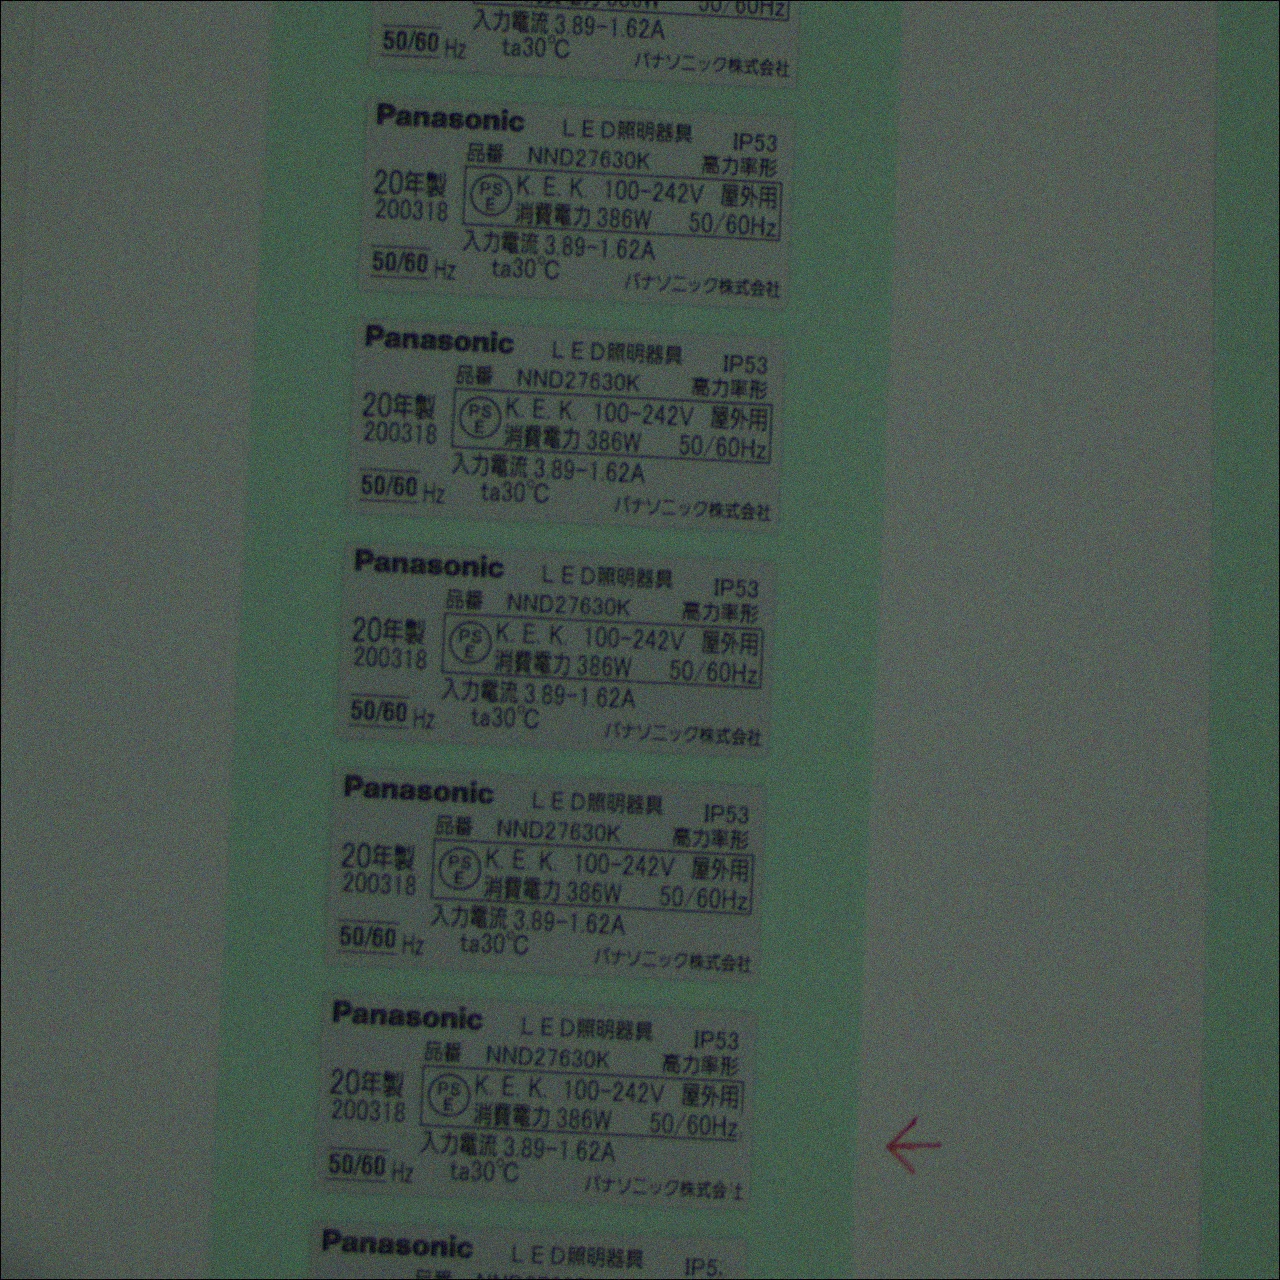 消費電力 386W 50/60Hz
入力電流 3.89-1.62A
50/60 Hz ta30℃
パナソニック株式会社
Panasonic LED照明器具 IP53
品番 NND27630K 高力率形
20年製 PS E K. E. K. 100-242V 屋外用
200318 消費電力 386W 50/60Hz
入力電流 3.89-1.62A
50/60 Hz ta30℃
パナソニック株式会社
Panasonic LED照明器具 IP53
品番 NND27630K 高力率形
20年製 PS E K. E. K. 100-242V 屋外用
200318 消費電力 386W 50/60Hz
入力電流 3.89-1.62A
50/60 Hz ta30℃
パナソニック株式会社
Panasonic LED照明器具 IP53
品番 NND27630K 高力率形
20年製 PS E K. E. K. 100-242V 屋外用
200318 消費電力 386W 50/60Hz
入力電流 3.89-1.62A
50/60 Hz ta30℃
パナソニック株式会社
Panasonic LED照明器具 IP53
品番 NND27630K 高力率形
20年製 PS E K. E. K. 100-242V 屋外用
200318 消費電力 386W 50/60Hz
入力電流 3.89-1.62A
50/60 Hz ta30℃
パナソニック株式会社
Panasonic LED照明器具 IP53
品番 NND27630K 高力率形
20年製 PS E K. E. K. 100-242V 屋外用
200318 消費電力 386W 50/60Hz
入力電流 3.89-1.62A
50/60 Hz ta30℃
パナソニック株式会
Panasonic LED照明器具 IP5